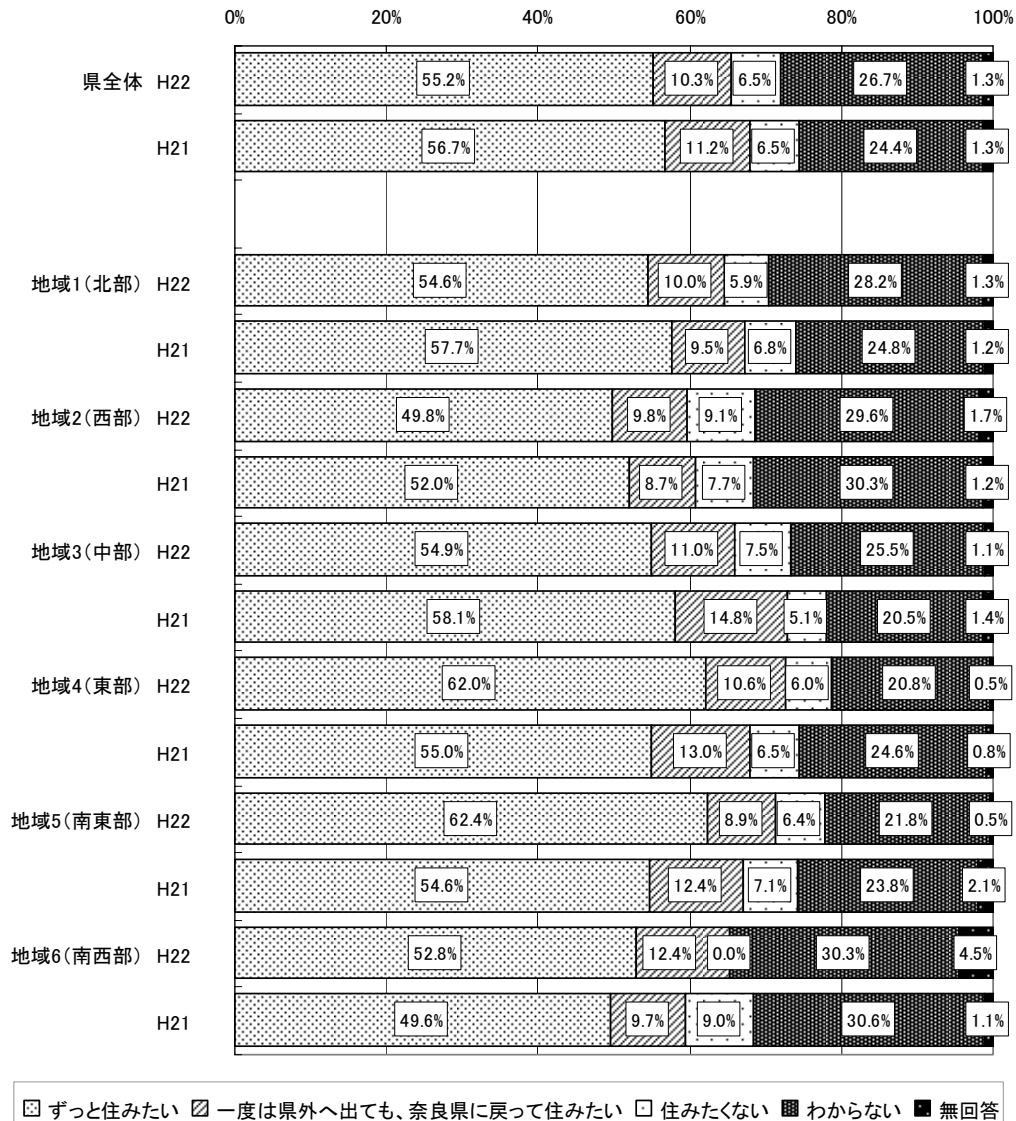 0% 20% 40% 60% 80% 100%
県全体 H22 55.2% 10.3% 6.5% 26.7% 1.3%
H21 56.7% 11.2% 6.5% 24.4% 1.3%
地域1(北部) H22 54.6% 10.0% 5.9% 28.2% 1.3%
H21 57.7% 9.5% 6.8% 24.8% 1.2%
地域2(西部) H22 49.8% 9.8% 9.1% 29.6% 1.7%
H21 52.0% 8.7% 7.7% 30.3% 1.2%
地域3(中部) H22 54.9% 11.0% 7.5% 25.5% 1.1%
H21 58.1% 14.8% 5.1% 20.5% 1.4%
地域4(東部) H22 62.0% 10.6% 6.0% 20.8% 0.5%
H21 55.0% 13.0% 6.5% 24.6% 0.8%
地域5(南東部) H22 62.4% 8.9% 6.4% 21.8% 0.5%
H21 54.6% 12.4% 7.1% 23.8% 2.1%
地域6(南西部) H22 52.8% 12.4% 0.0% 30.3% 4.5%
H21 49.6% 9.7% 9.0% 30.6% 1.1%
ずっと住みたい 一度は県外へ出ても、奈良県に戻って住みたい 住みたくない わからない 無回答